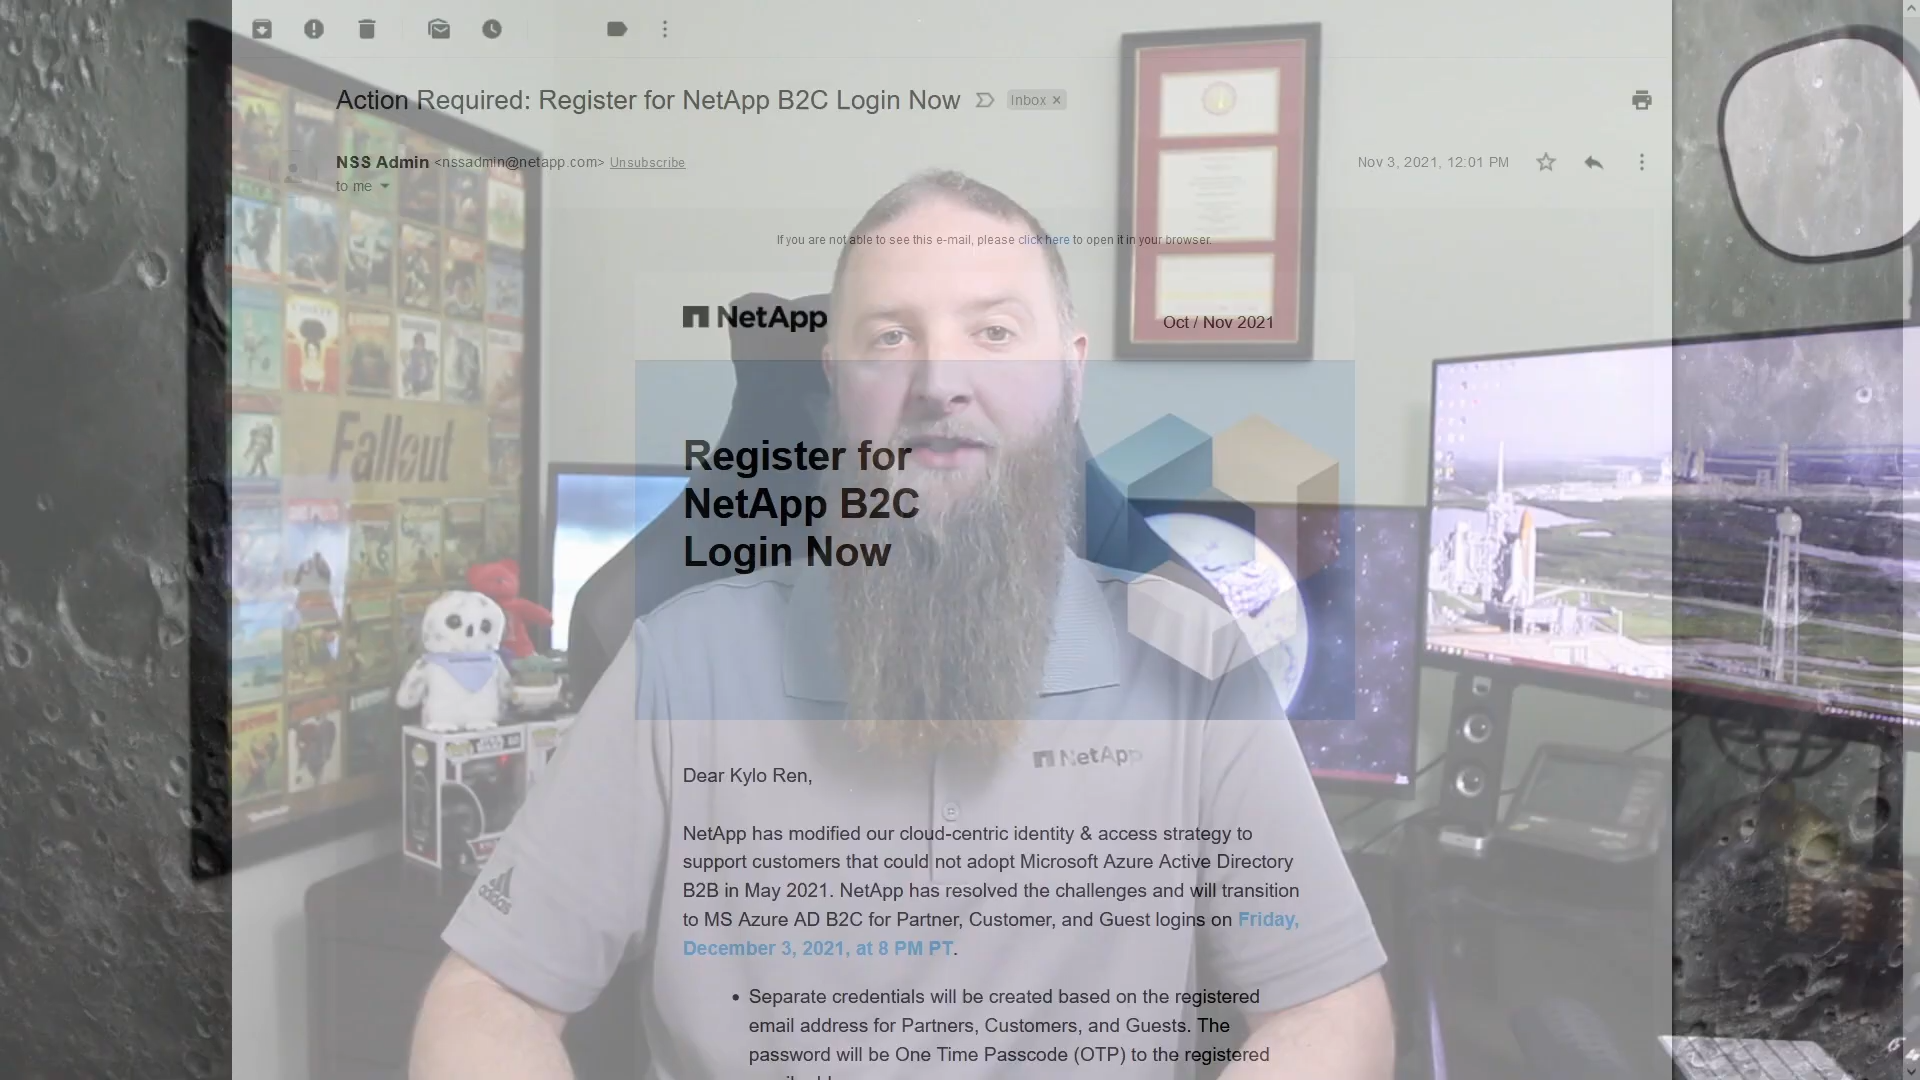 Action Required: Register for NetApp B2C Login Now
Inbox ×
NSS Admin <nssadmin@netapp.com> Unsubscribe
Nov 3, 2021, 12:01 PM
to me
If you are not able to see this e-mail, please click here to open it in your browser.
NetApp
Oct / Nov 2021
Fallout
Register for
NetApp B2C
Login Now
NetApp
Dear Kylo Ren,
NetApp has modified our cloud-centric identity & access strategy to
support customers that could not adopt Microsoft Azure Active Directory
B2B in May 2021. NetApp has resolved the challenges and will transition
to MS Azure AD B2C for Partner, Customer, and Guest logins on Friday,
December 3, 2021, at 8 PM PT.
adidas
• Separate credentials will be created based on the registered
email address for Partners, Customers, and Guests. The
password will be One Time Passcode (OTP) to the registered